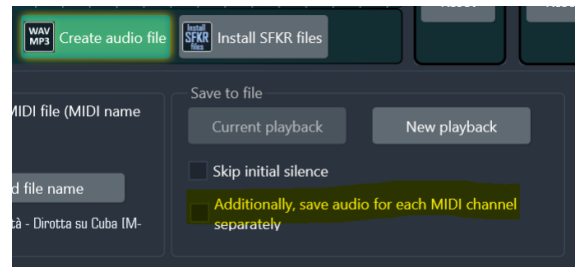 WAV
MP3
Create audio file
Install
SFKR
files
Install SFKR files
MIDI file (MIDI name
d file name
tà - Dirotta su Cuba (M-
Save to file
Current playback
New playback
Skip initial silence
Additionally, save audio for each MIDI channel
separately